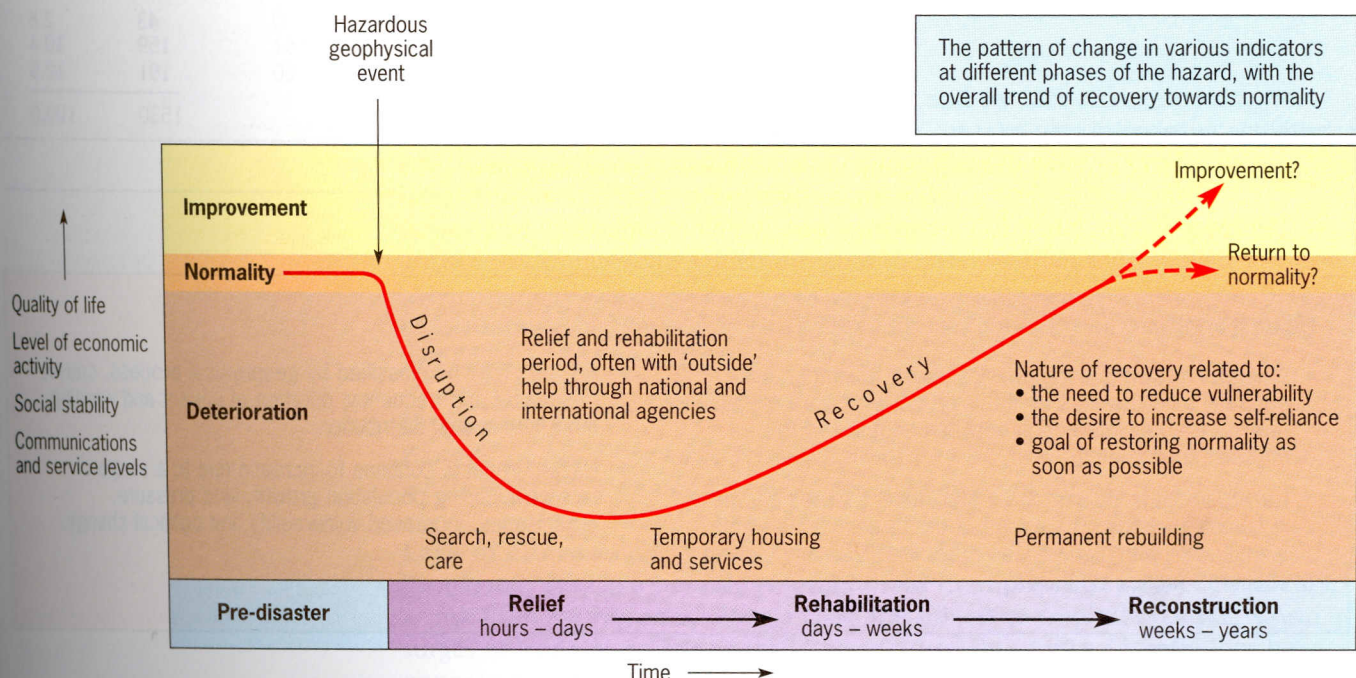 Hazardous
geophysical
event
The pattern of change in various indicators
at different phases of the hazard, with the
overall trend of recovery towards normality
Improvement?
Improvement
Return to
normality?
Normality
Quality of life
Level of economic
activity
Social stability
Communications
and service levels
Disruption
Relief and rehabilitation
period, often with ‘outside’
help through national and
international agencies
Recovery
Nature of recovery related to:
• the need to reduce vulnerability
• the desire to increase self-reliance
• goal of restoring normality as
soon as possible
Deterioration
Search, rescue,
care
Temporary housing
and services
Permanent rebuilding
Pre-disaster
Relief
hours – days
Rehabilitation
days – weeks
Reconstruction
weeks – years
Time